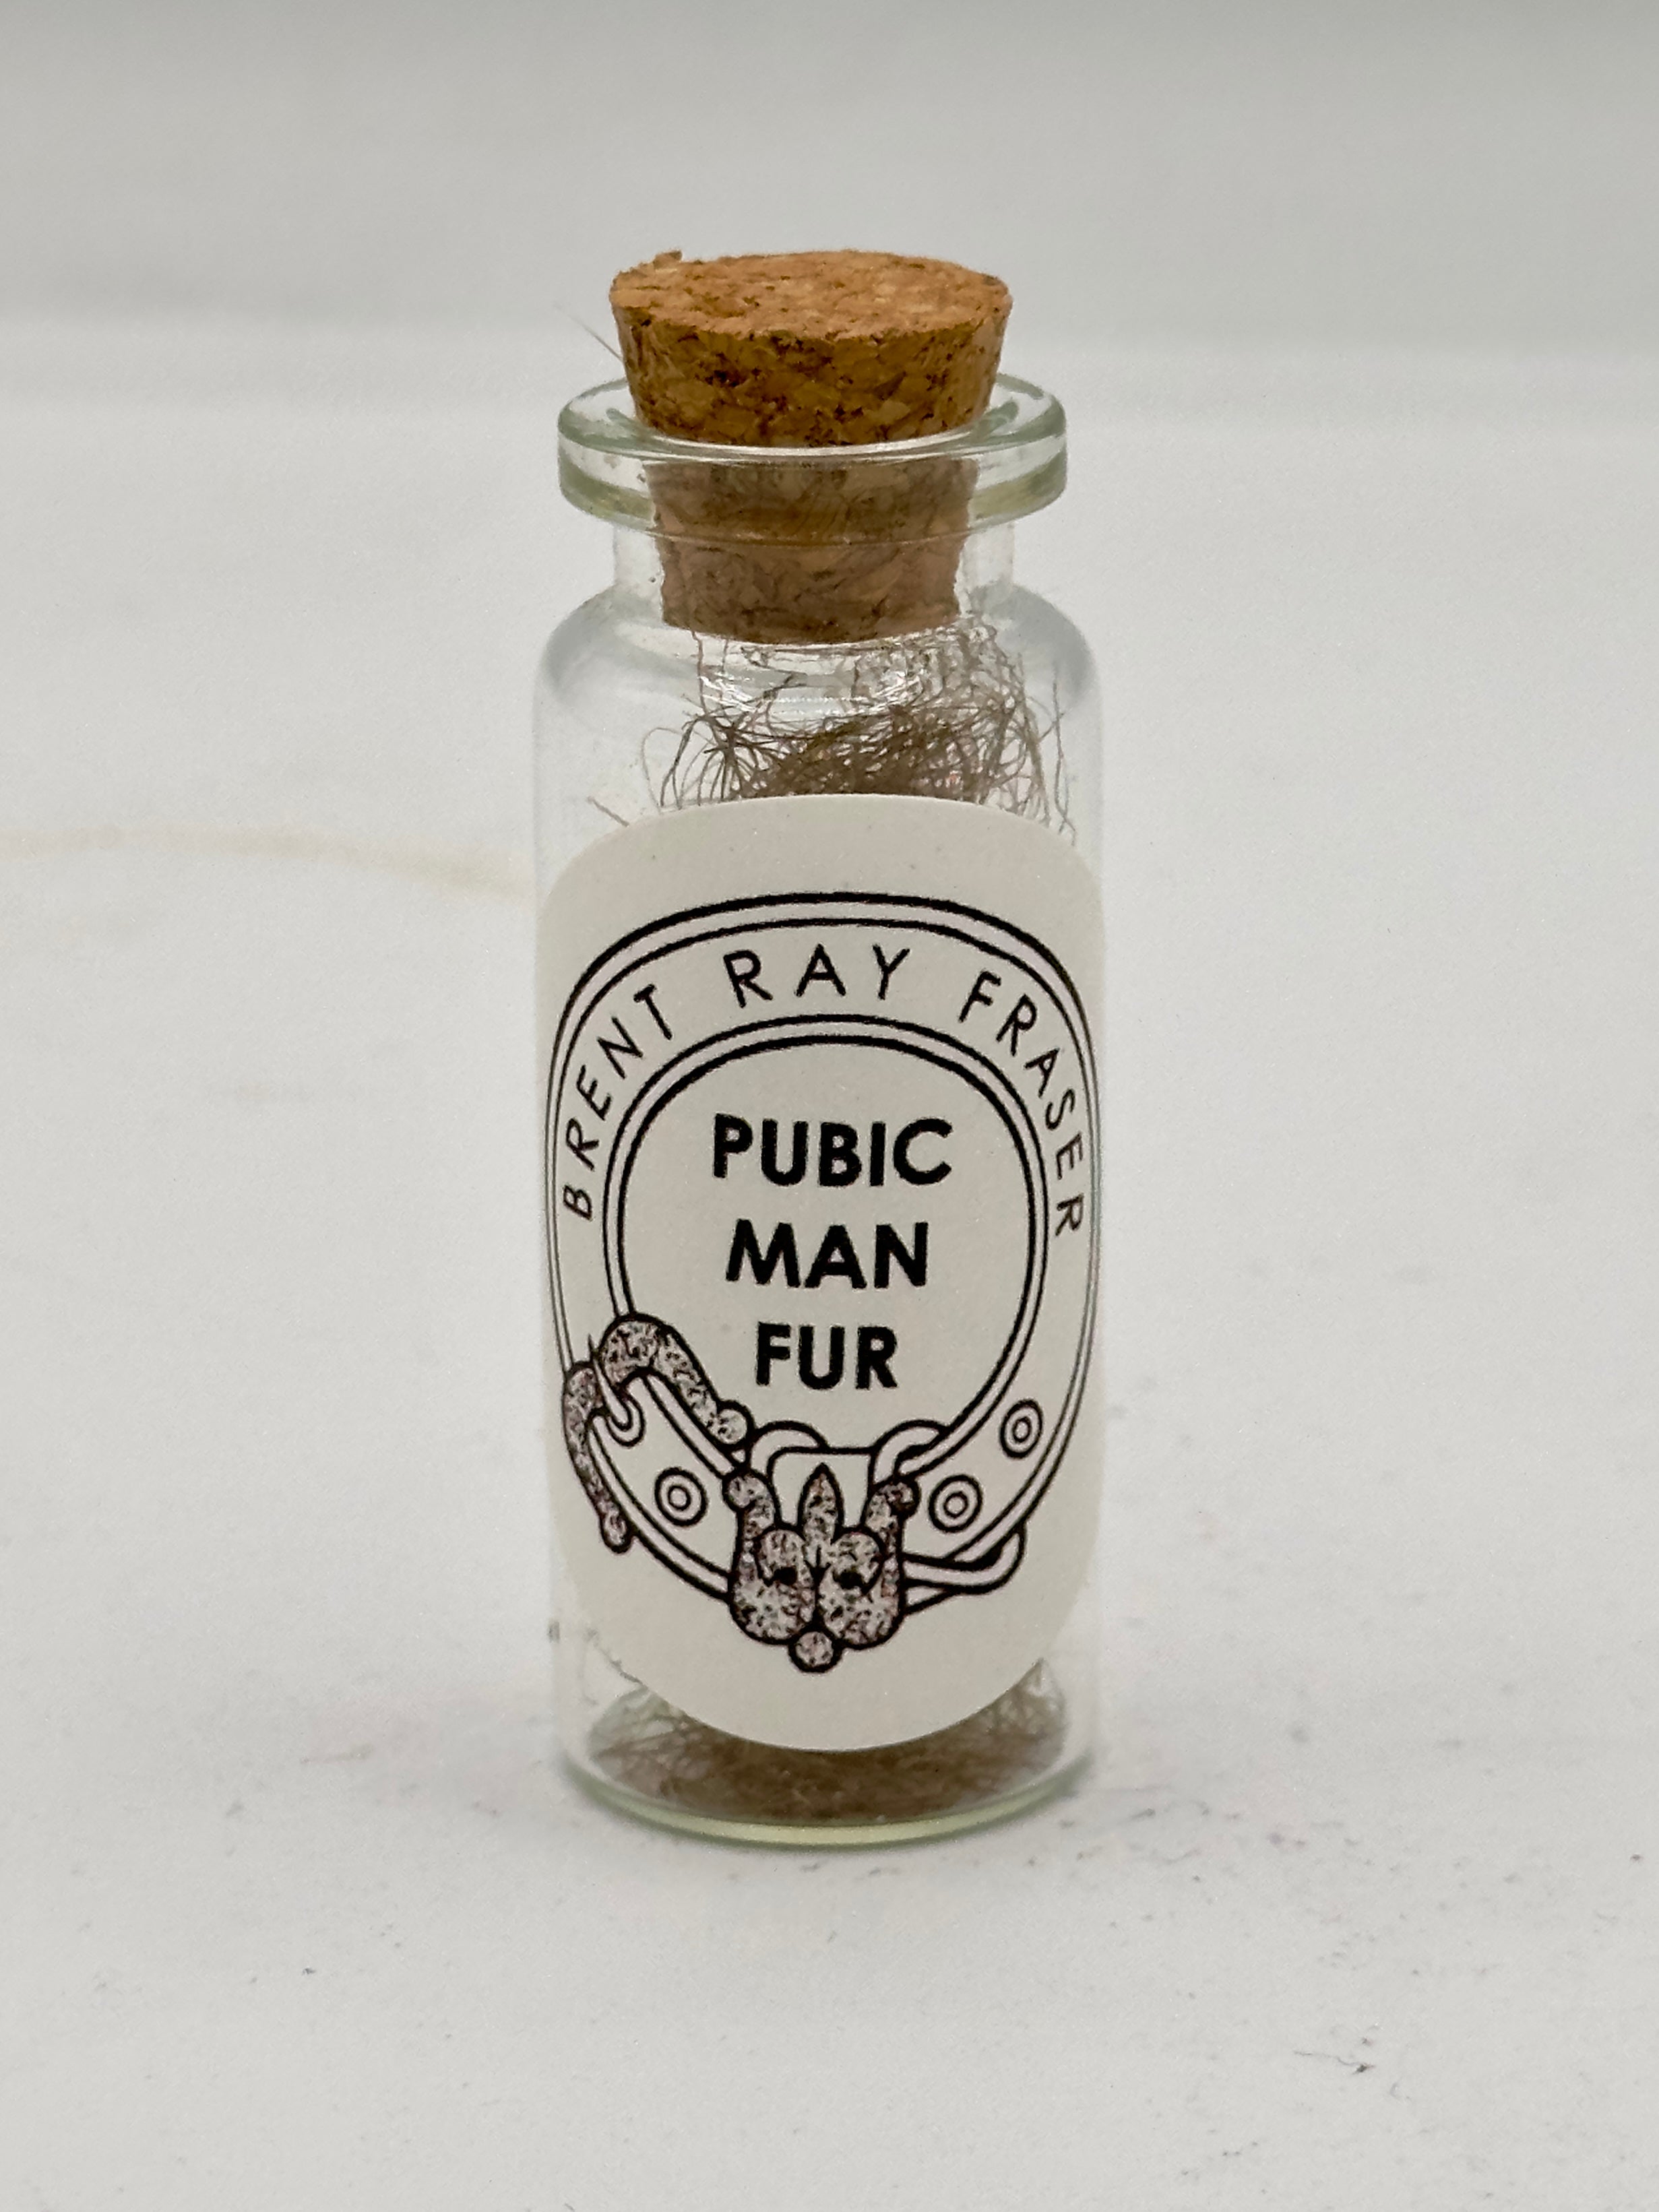 BRENT RAY FRASER
PUBIC
MAN
FUR